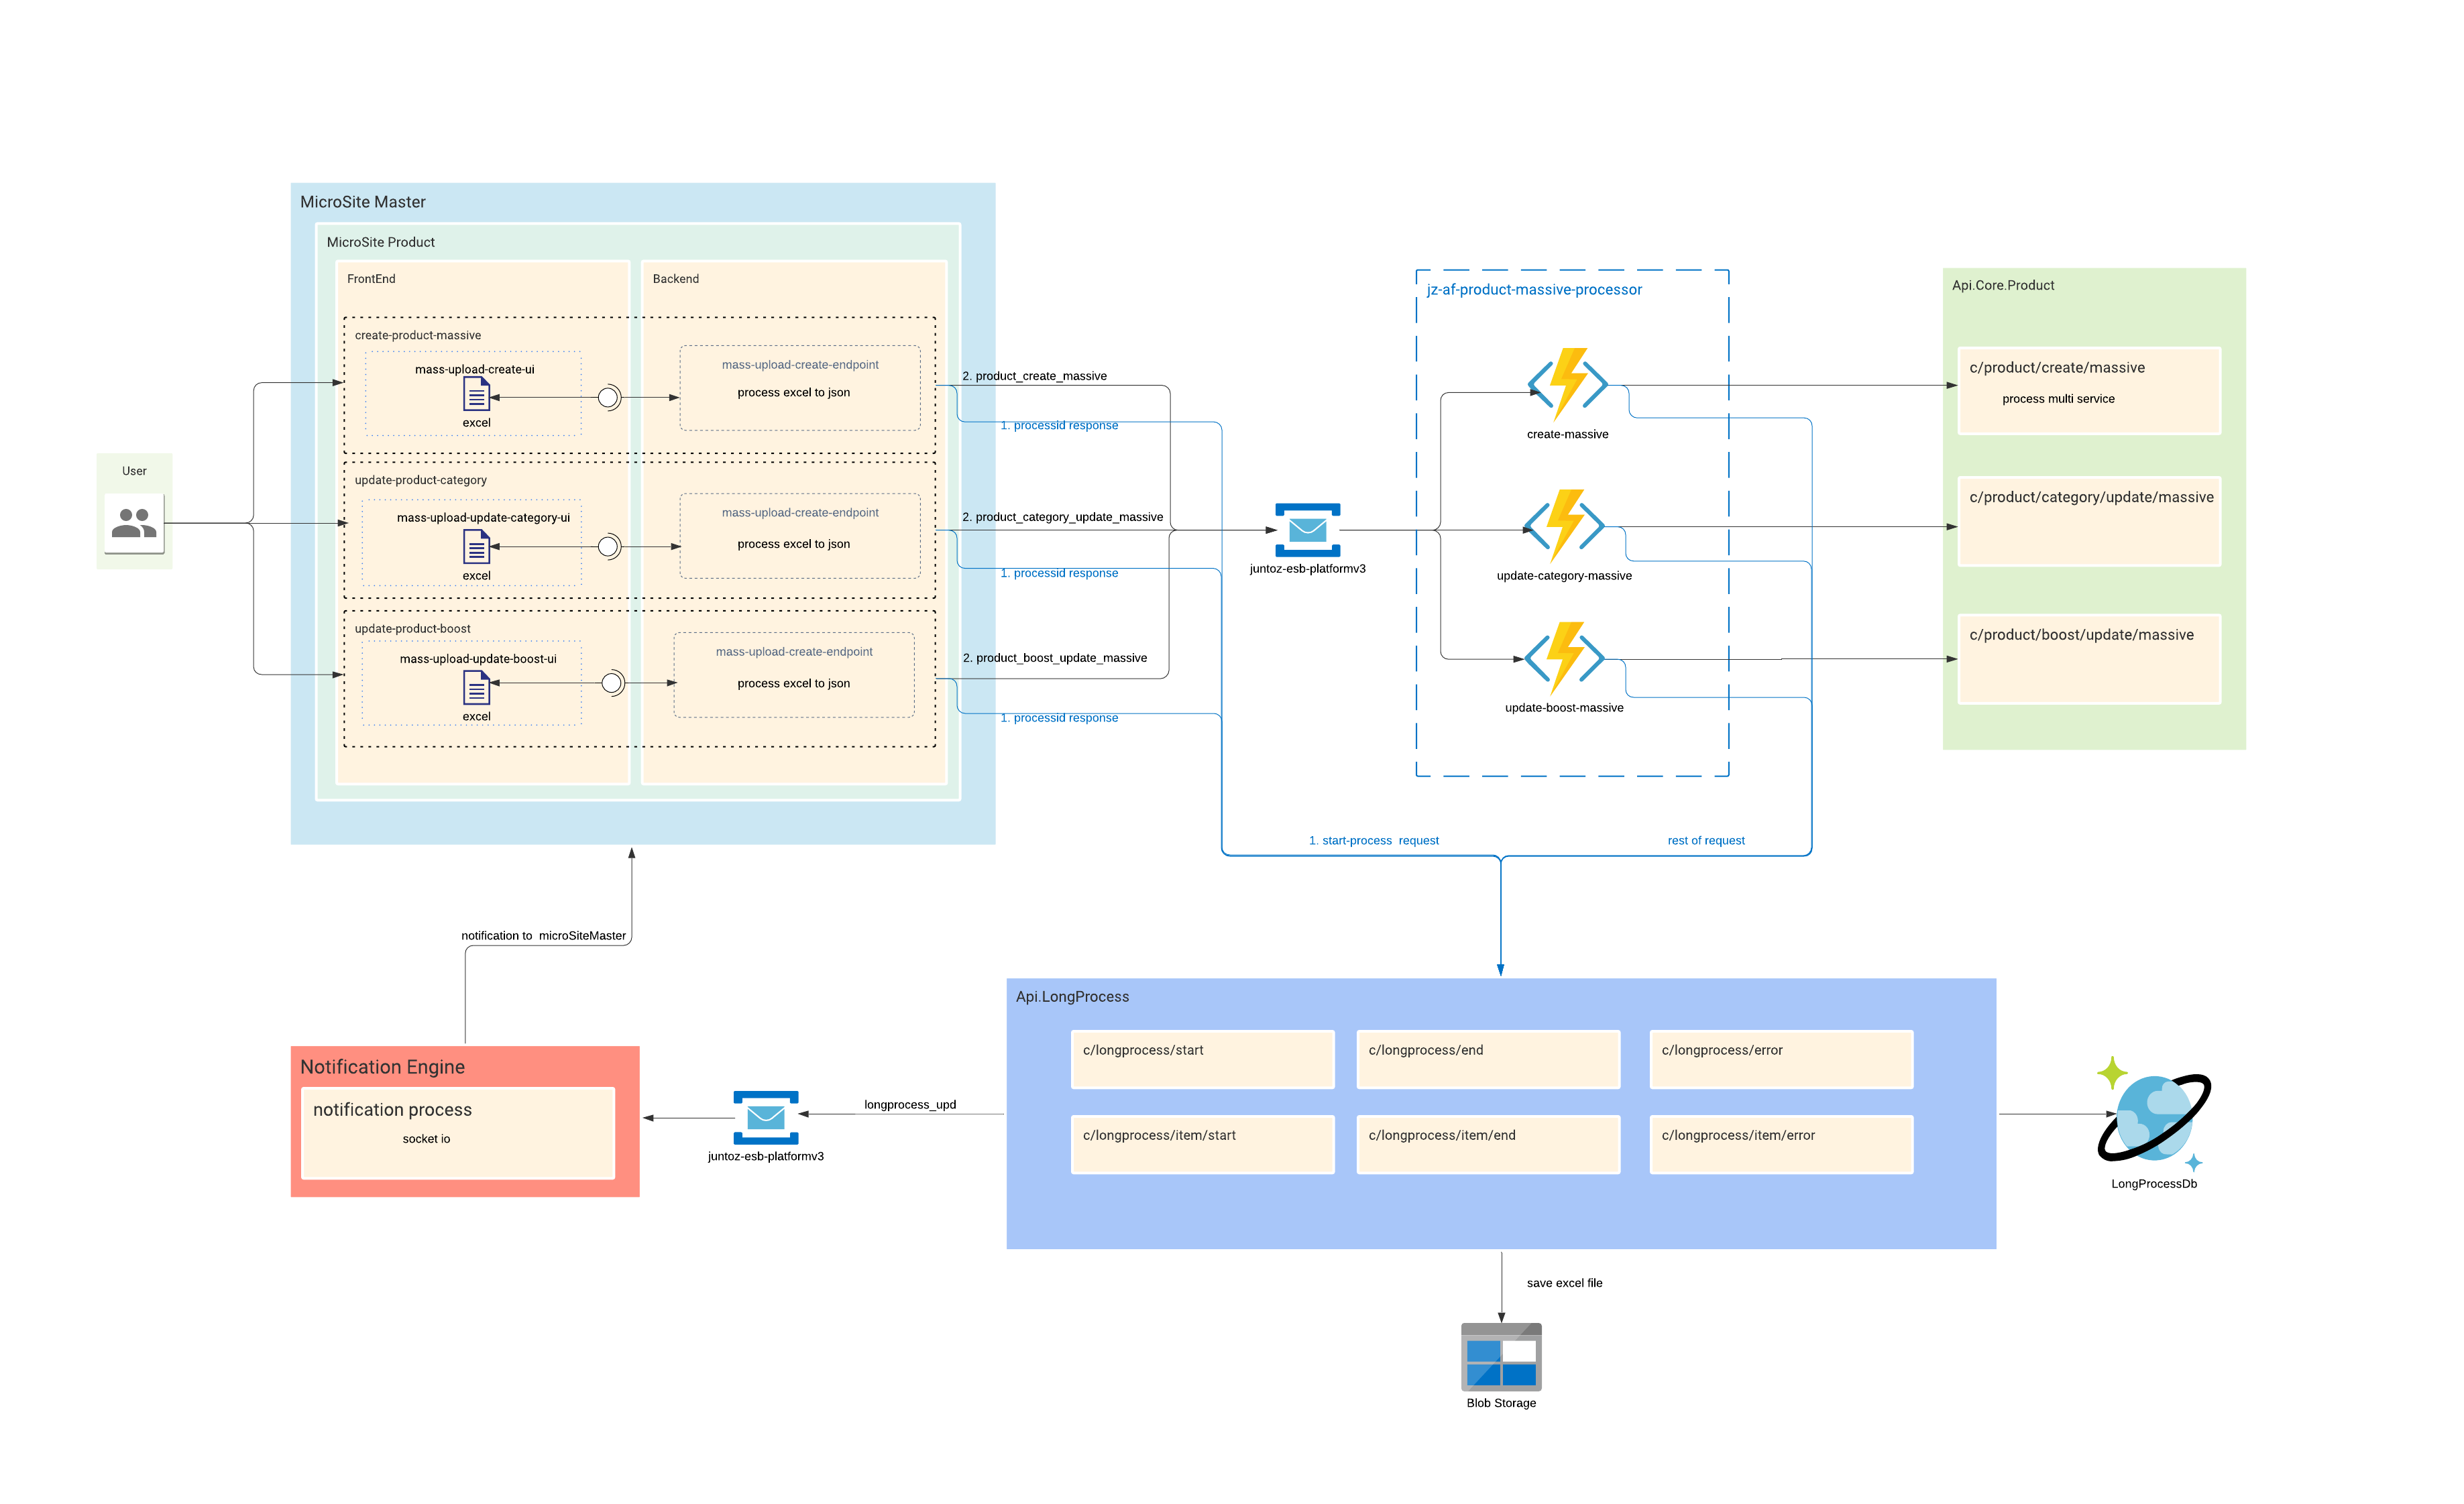 MicroSite Master
MicroSite Product
FrontEnd
Backend
create-product-massive
mass-upload-create-ui
excel
mass-upload-create-endpoint
process excel to json
update-product-category
mass-upload-update-category-ui
excel
mass-upload-create-endpoint
process excel to json
update-product-boost
mass-upload-update-boost-ui
excel
mass-upload-create-endpoint
process excel to json
User
2. product_create_massive
1. processid response
2. product_category_update_massive
1. processid response
2. product_boost_update_massive
1. processid response
juntoz-esb-platformv3
jz-af-product-massive-processor
create-massive
update-category-massive
update-boost-massive
Api.Core.Product
c/product/create/massive
process multi service
c/product/category/update/massive
c/product/boost/update/massive
1. start-process  request
rest of request
notification to  microSiteMaster
Notification Engine
notification process
socket io
juntoz-esb-platformv3
longprocess_upd
Api.LongProcess
c/longprocess/start
c/longprocess/end
c/longprocess/error
c/longprocess/item/start
c/longprocess/item/end
c/longprocess/item/error
LongProcessDb
save excel file
Blob Storage